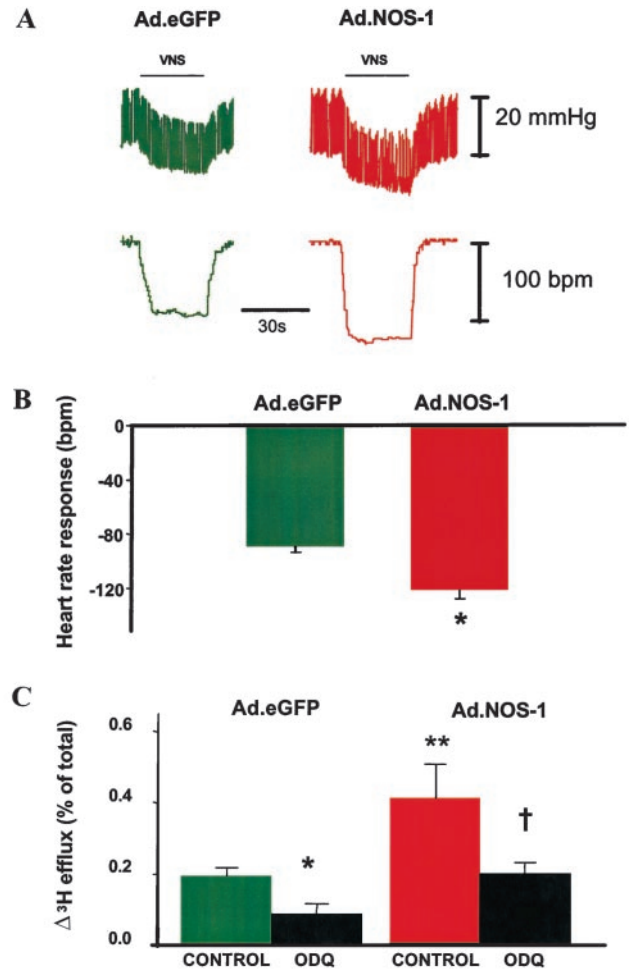 A
Ad.eGFP Ad.NOS-1
VNS VNS
20 mmHg
100 bpm
30s
B
Ad.eGFP Ad.NOS-1
Heart rate response (bpm)
0
-40
-80
-120
*
C
Ad.eGFP Ad.NOS-1
Δ ³H efflux (% of total)
0.6
0.4
0.2
0.0
* ** †
CONTROL ODQ CONTROL ODQ